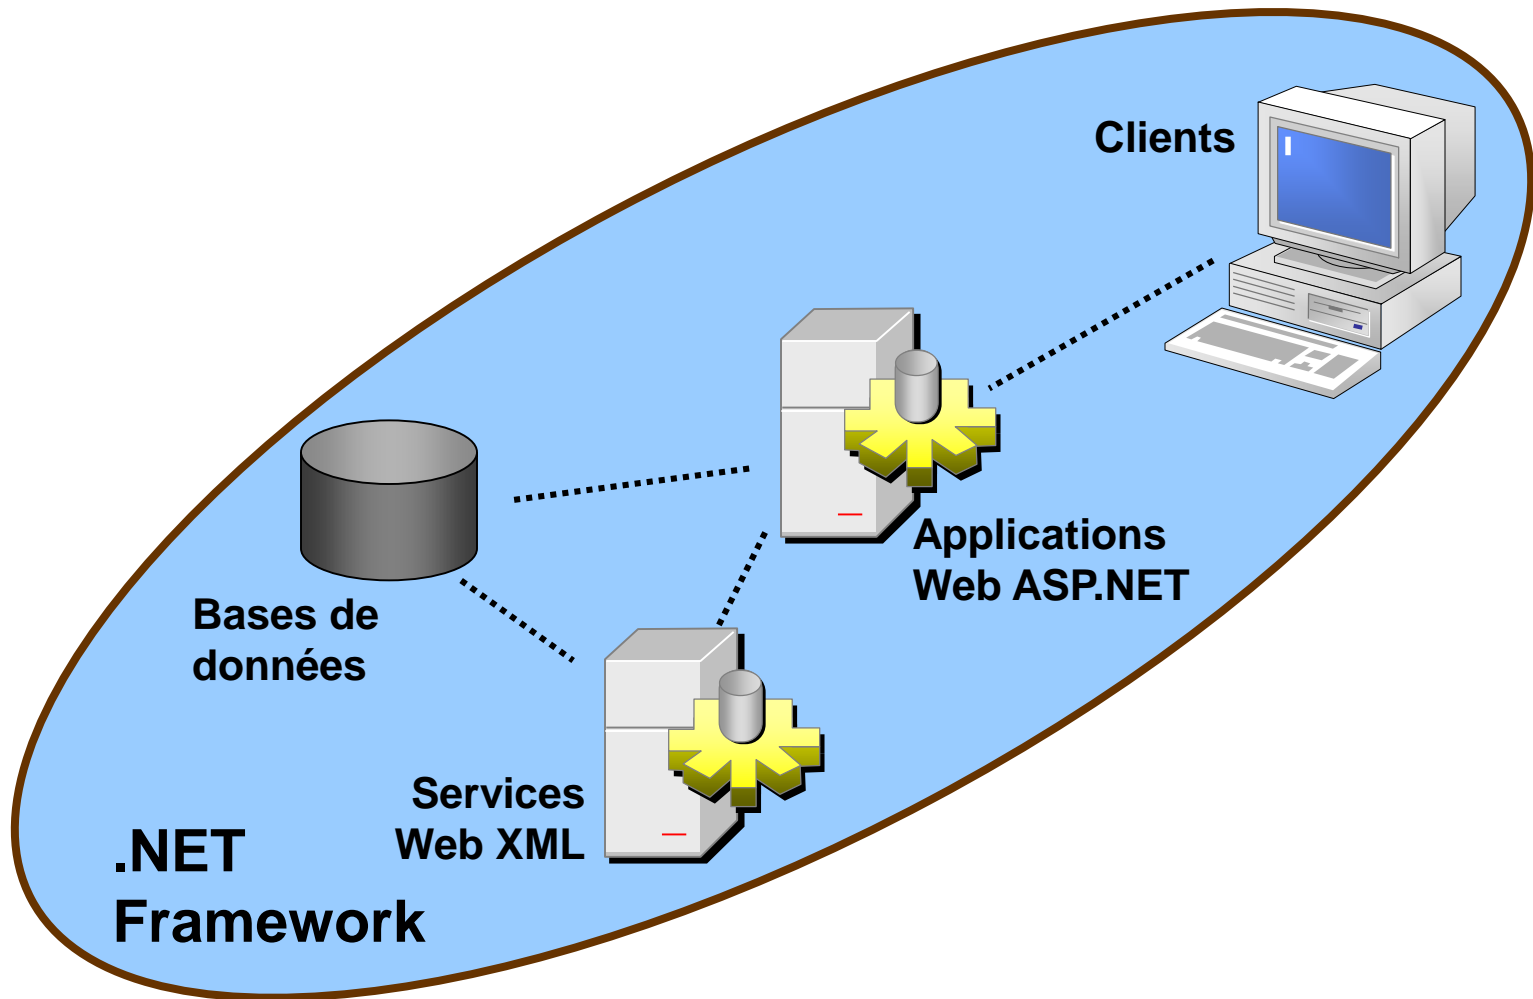 Clients
Applications
Web ASP.NET
Bases de
données
Services
Web XML
.NET
Framework